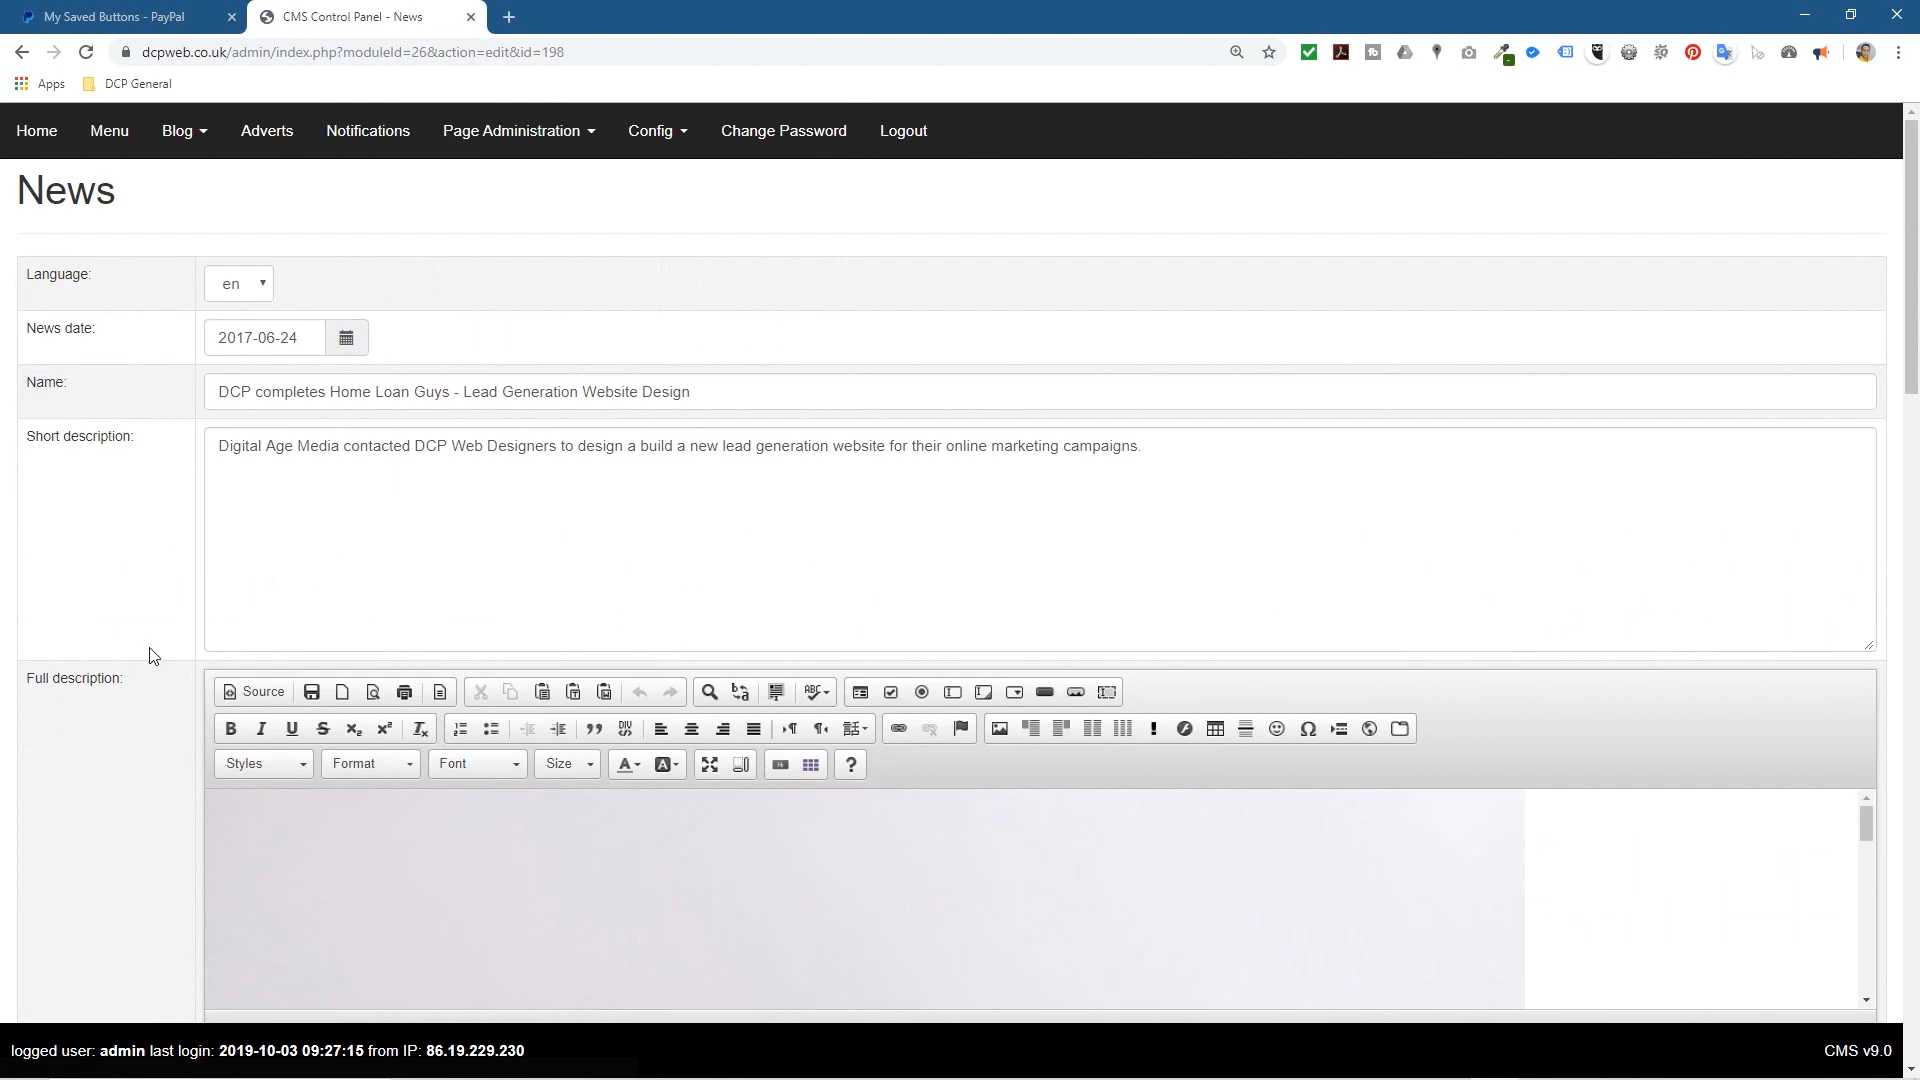 My Saved Buttons - PayPal
CMS Control Panel - News
dcpweb.co.uk/admin/index.php?moduleId=26&action=edit&id=198
Apps
DCP General
Home
Menu
Blog
Adverts
Notifications
Page Administration
Config
Change Password
Logout
News
Language:
en
News date:
2017-06-24
Name:
DCP completes Home Loan Guys - Lead Generation Website Design
Short description:
Digital Age Media contacted DCP Web Designers to design a build a new lead generation website for their online marketing campaigns.
Full description:
Source
Styles
Format
Font
Size
logged user: admin last login: 2019-10-03 09:27:15 from IP: 86.19.229.230
CMS v9.0